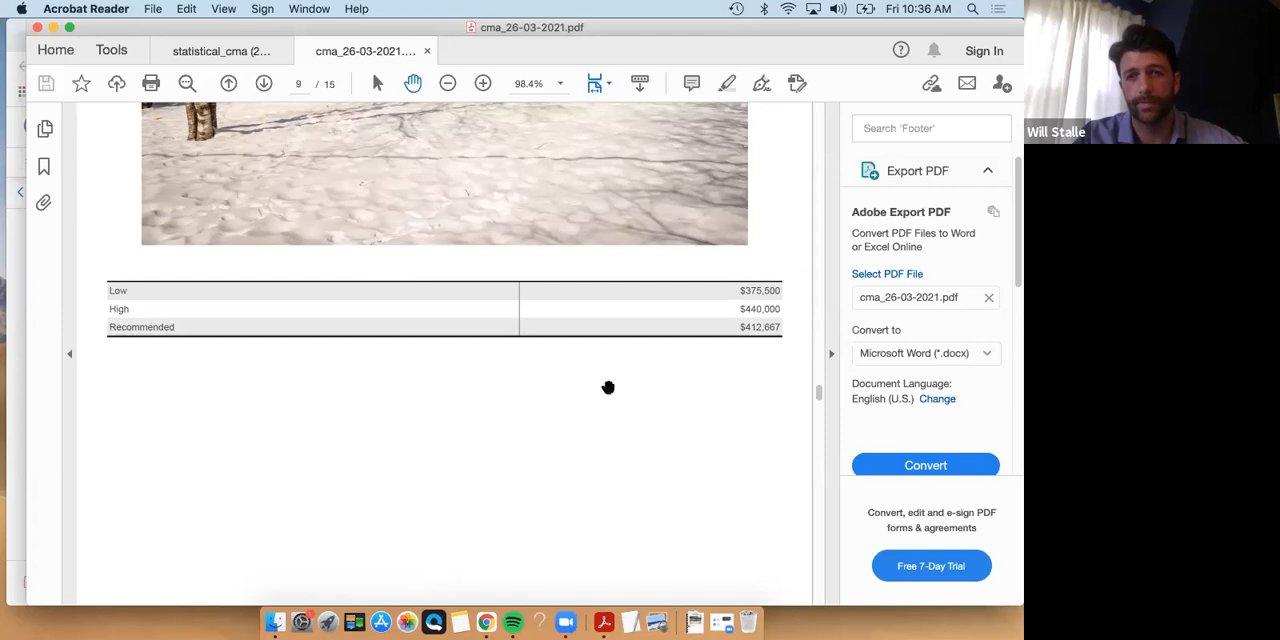 Acrobat Reader File Edit View Sign Window Help Fri 10:36 AM
cma_26-03-2021.pdf
Home Tools statistical_cma (2... cma_26-03-2021.... × Sign In
9 / 15 98.4%
Low $375,500
High $440,000
Recommended $412,667
Search 'Footer'
Export PDF
Adobe Export PDF
Convert PDF Files to Word
or Excel Online
Select PDF File
cma_26-03-2021.pdf
Convert to
Microsoft Word (*.docx)
Document Language:
English (U.S.) Change
Convert
Convert, edit and e-sign PDF
forms & agreements
Free 7-Day Trial
Will Stalle